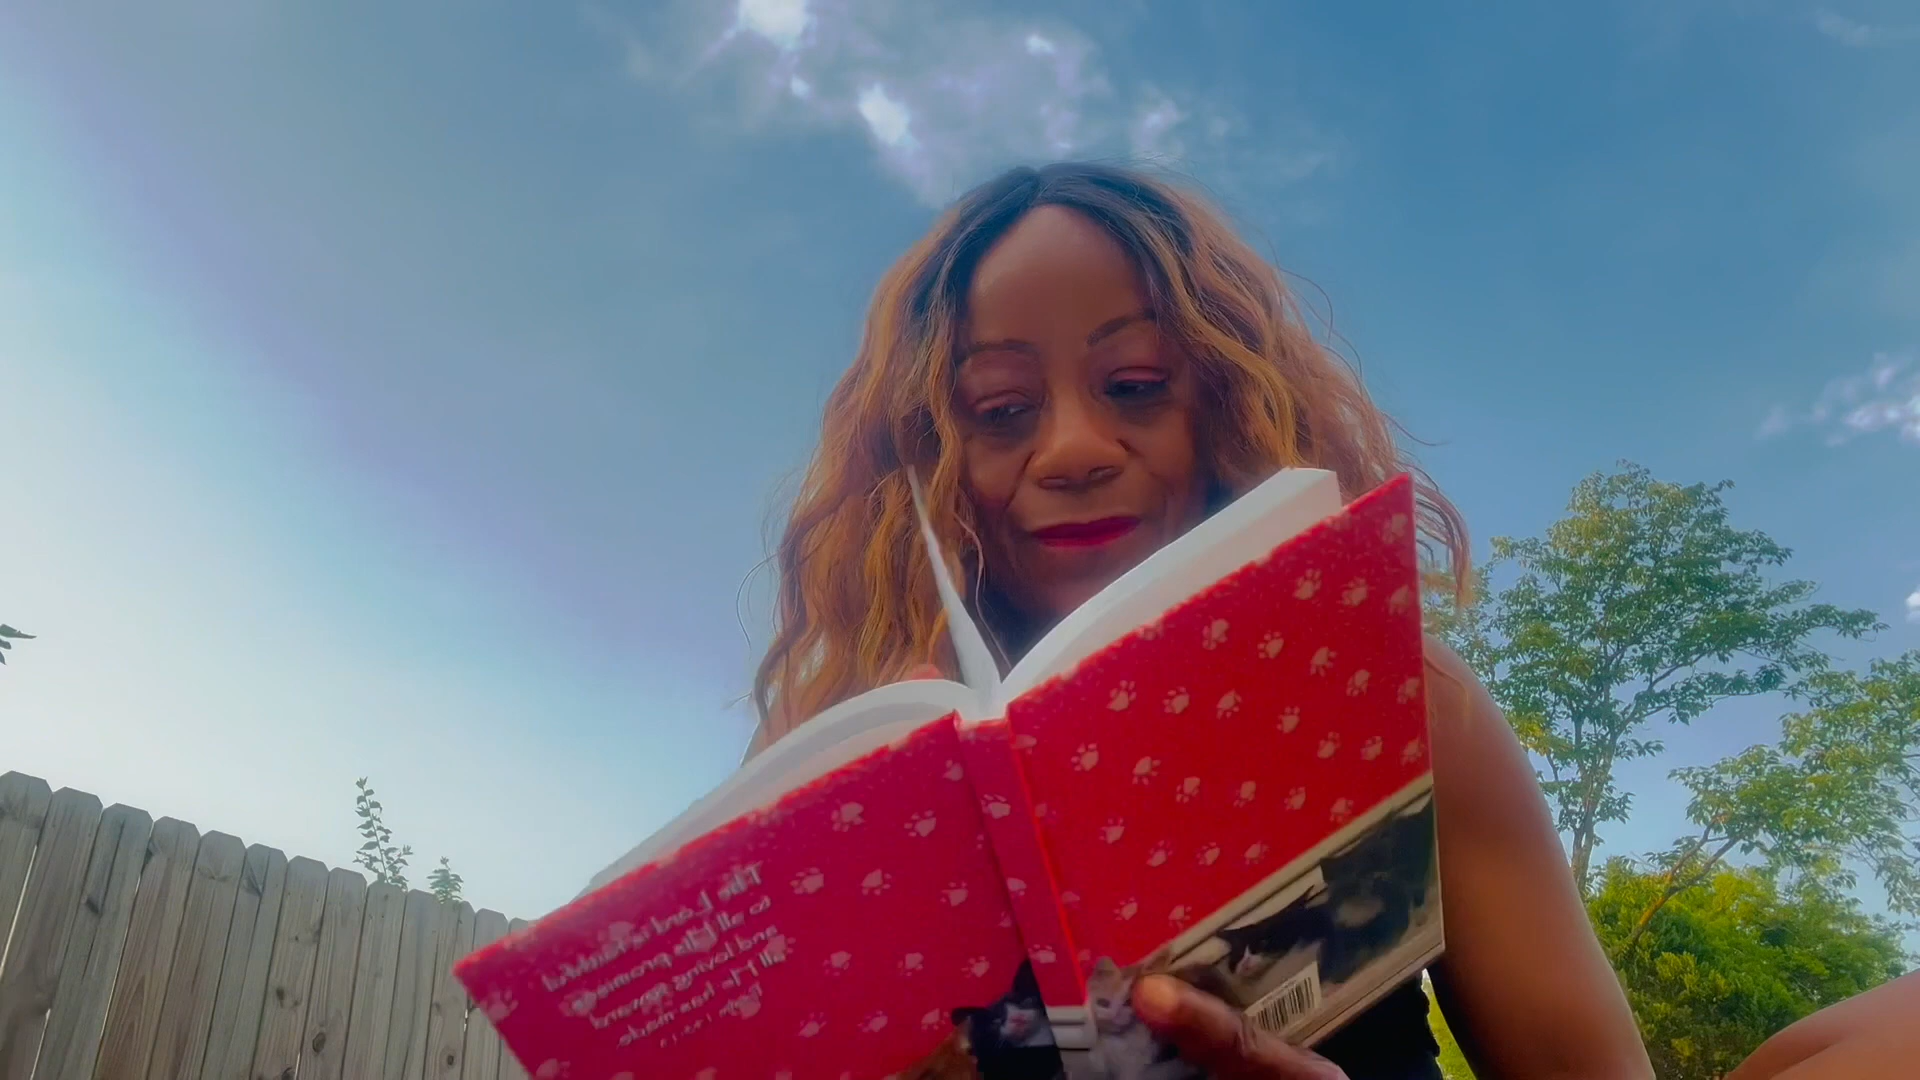 The Lord is faithful
to all His promises
and loving toward
all He has made.